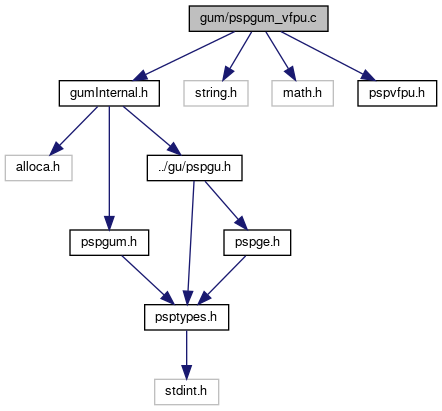 gum/pspgum_vfpu.c
gumInternal.h
string.h
math.h
pspvfpu.h
alloca.h
../gu/pspgu.h
pspgum.h
pspge.h
psptypes.h
stdint.h